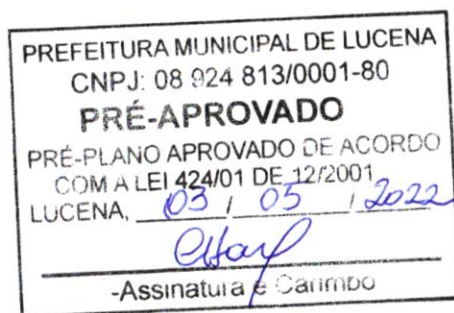 PREFEITURA MUNICIPAL DE LUCENA
CNPJ: 08 924 813/0001-80
PRÉ-APROVADO
PRÉ-PLANO APROVADO DE ACORDO
COM A LEI 424/01 DE 12/2001
LUCENA, 03 / 05 / 2022
-Assinatura e Carimbo